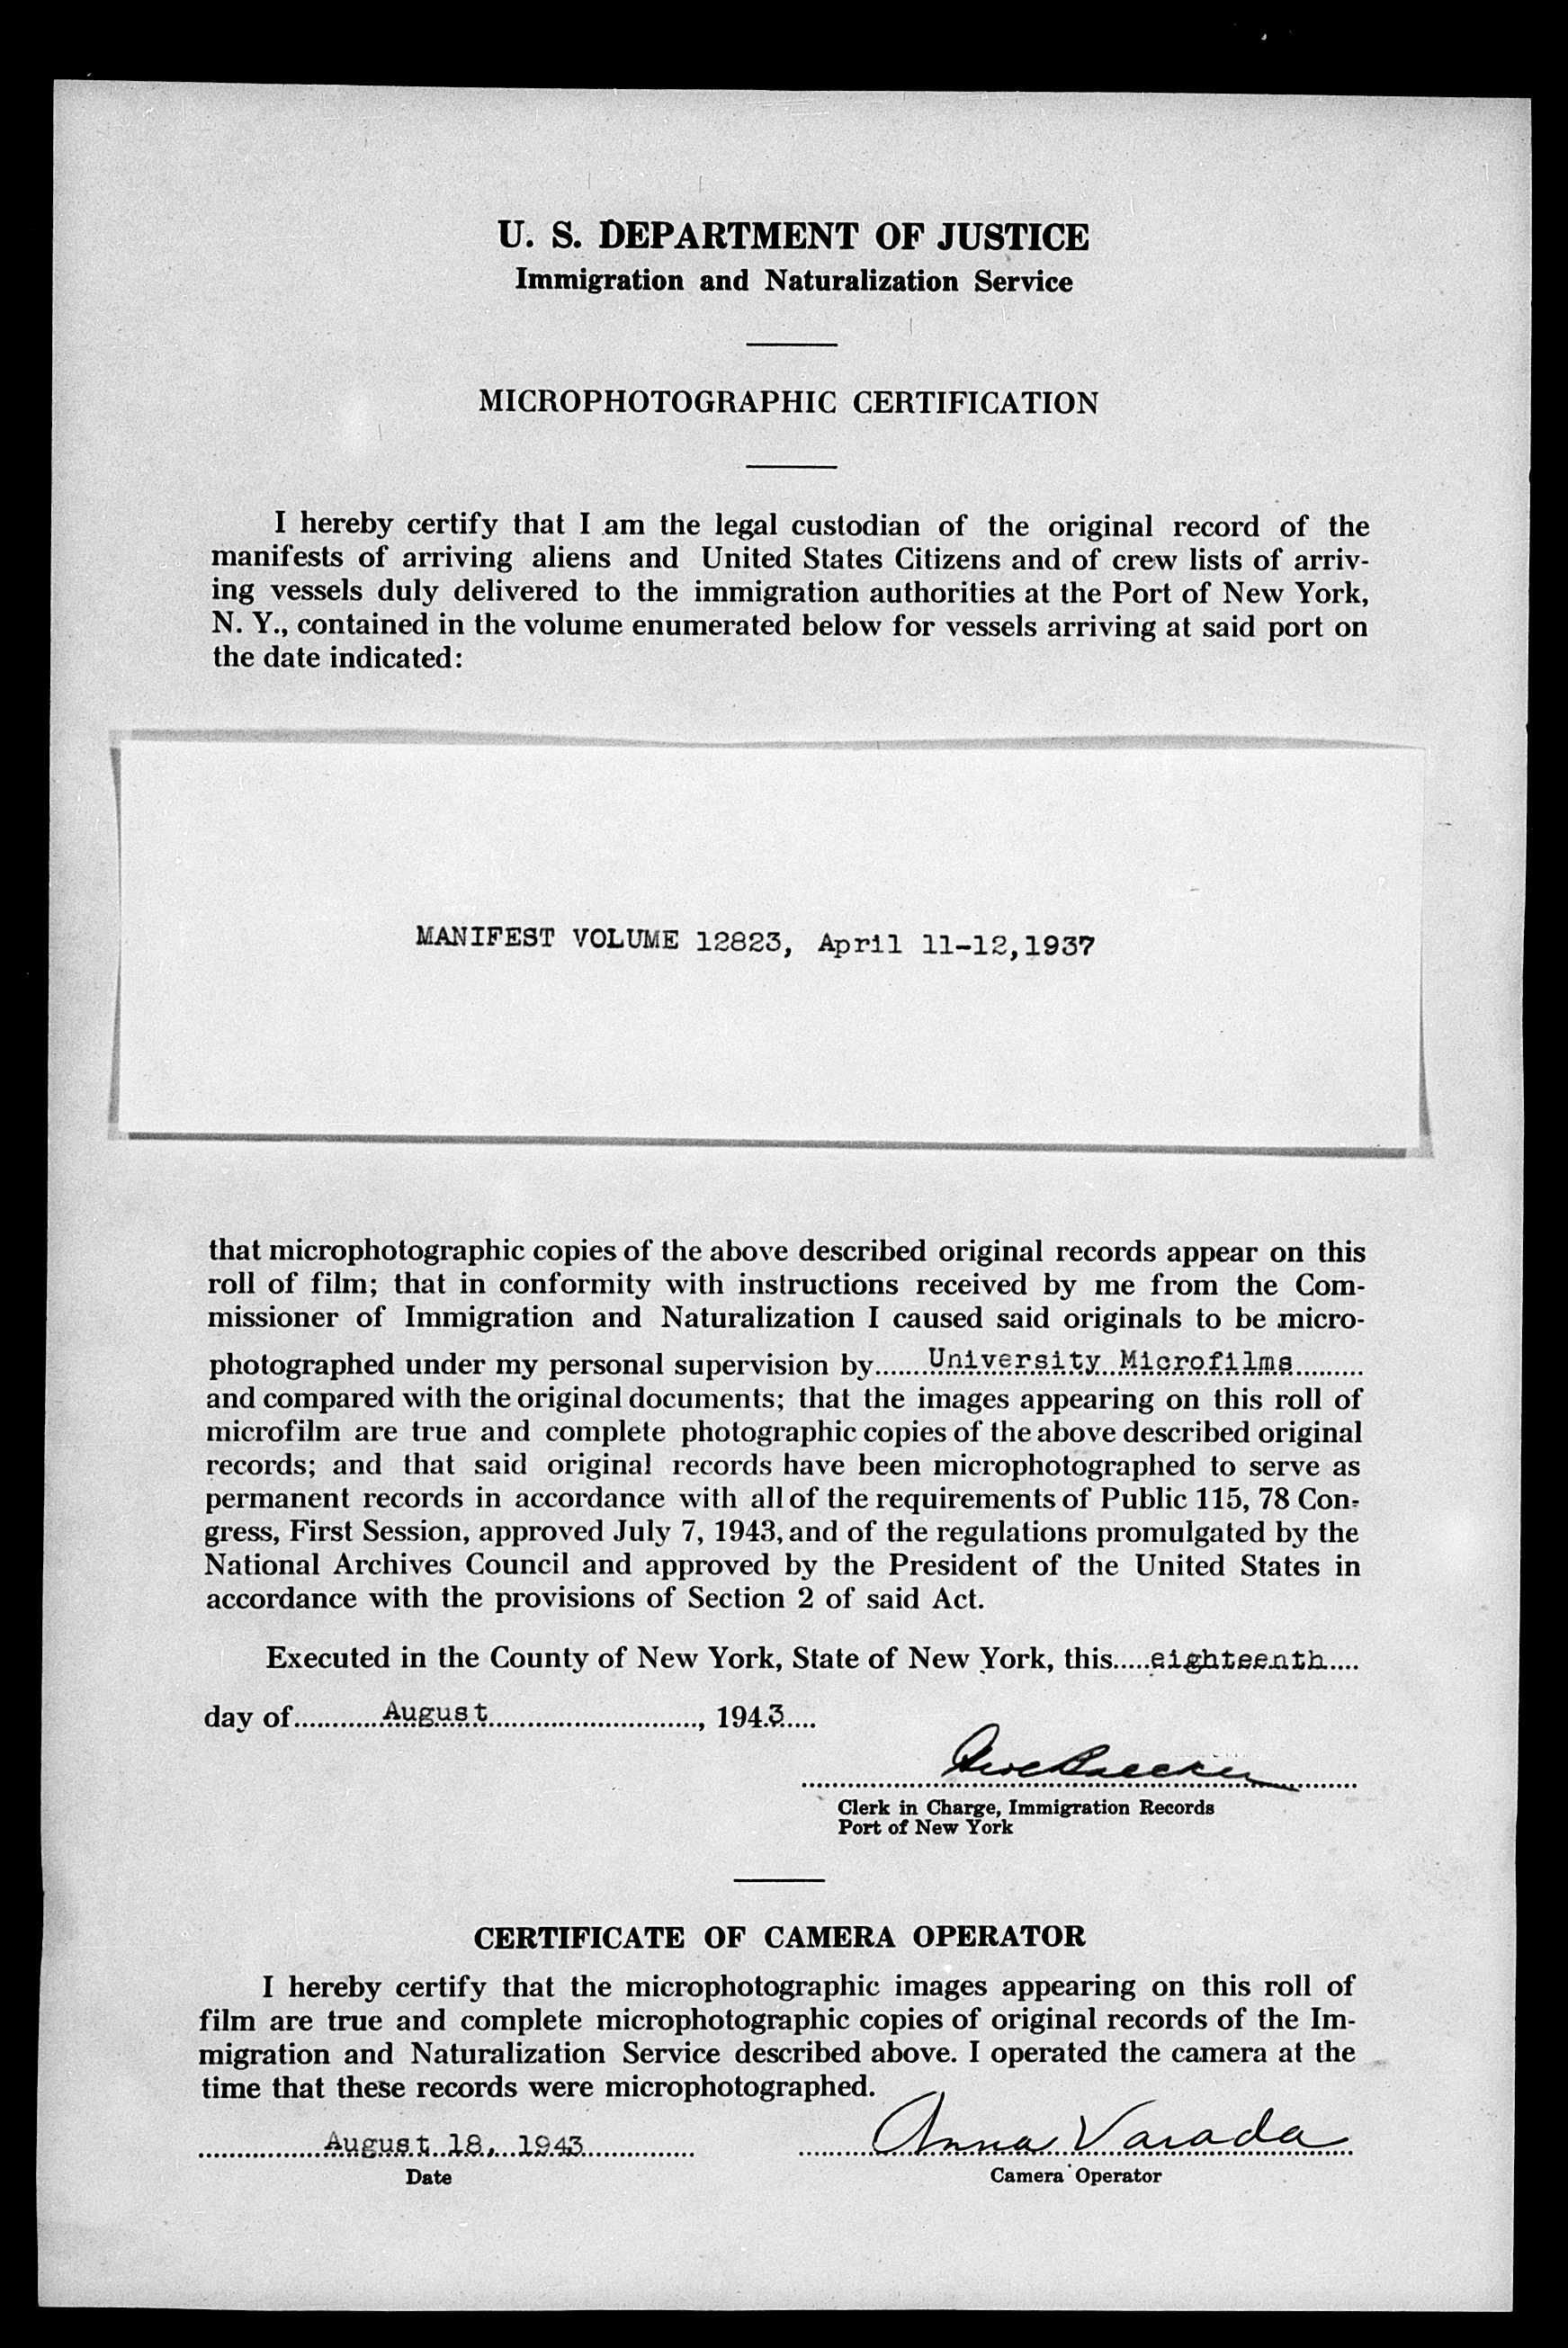 U. S. DEPARTMENT OF JUSTICE
Immigration and Naturalization Service
MICROPHOTOGRAPHIC CERTIFICATION
I hereby certify that I am the legal custodian of the original record of the
manifests of arriving aliens and United States Citizens and of crew lists of arriv-
ing vessels duly delivered to the immigration authorities at the Port of New York,
N. Y., contained in the volume enumerated below for vessels arriving at said port on
the date indicated:
MANIFEST VOLUME 12823, April 11-12,1937
that microphotographic copies of the above described original records appear on this
roll of film; that in conformity with instructions received by me from the Com-
missioner of Immigration and Naturalization I caused said originals to be micro-
photographed under my personal supervision by......University Microfilms..........
and compared with the original documents; that the images appearing on this roll of
microfilm are true and complete photographic copies of the above described original
records; and that said original records have been microphotographed to serve as
permanent records in accordance with all of the requirements of Public 115, 78 Con-
gress, First Session, approved July 7, 1943, and of the regulations promulgated by the
National Archives Council and approved by the President of the United States in
accordance with the provisions of Section 2 of said Act.
Executed in the County of New York, State of New York, this.....eighteenth....
day of............August............................, 1943.....
Clerk in Charge, Immigration Records
Port of New York
CERTIFICATE OF CAMERA OPERATOR
I hereby certify that the microphotographic images appearing on this roll of
film are true and complete microphotographic copies of original records of the Im-
migration and Naturalization Service described above. I operated the camera at the
time that these records were microphotographed.
August 18, 1943 Anna Varada
Date Camera Operator